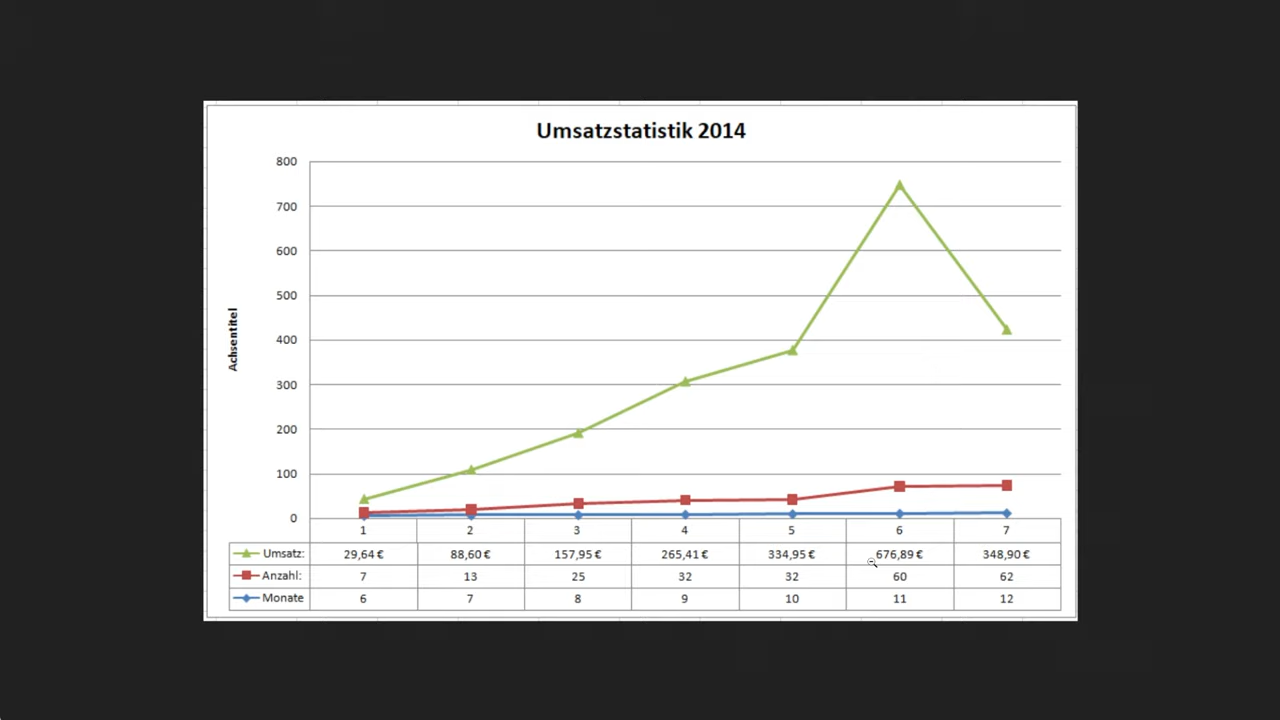 Umsatzstatistik 2014
800
700
600
500
400
300
200
100
0
Achsentitel
1 2 3 4 5 6 7
Umsatz: 29,64 € 88,60 € 157,95 € 265,41 € 334,95 € 676,89 € 348,90 €
Anzahl: 7 13 25 32 32 60 62
Monate 6 7 8 9 10 11 12